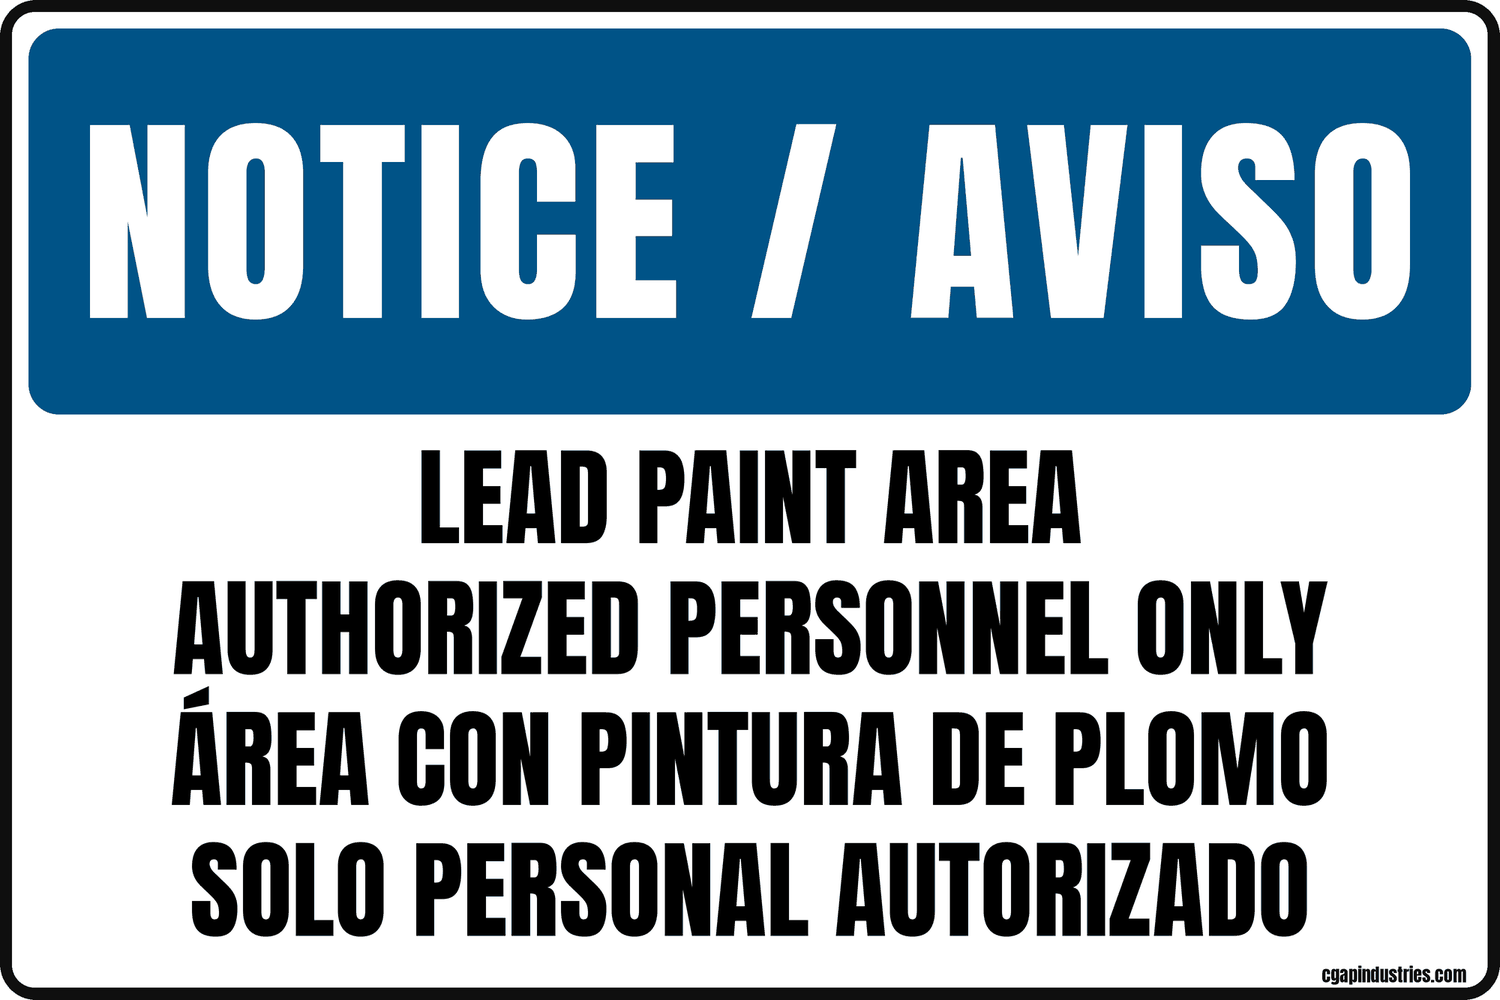 NOTICE / AVISO
LEAD PAINT AREA
AUTHORIZED PERSONNEL ONLY
ÁREA CON PINTURA DE PLOMO
SOLO PERSONAL AUTORIZADO
cgapindustries.com